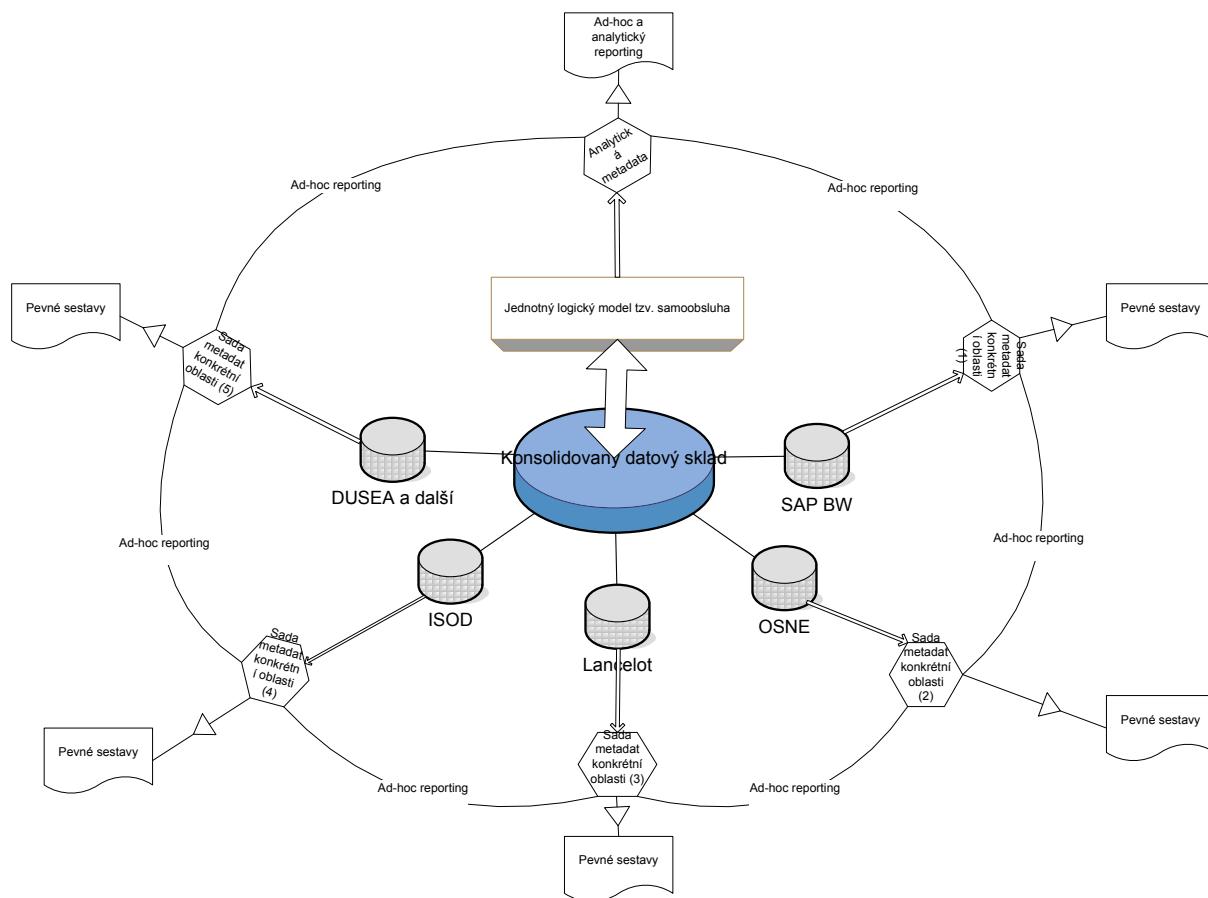 Ad-hoc a
analytický
reporting
Analytick
á
metadata
Ad-hoc reporting
Ad-hoc reporting
Pevné sestavy
Jednotný logický model tzv. samoobsluha
Pevné sestavy
Sada
metadat
konkrétní
oblasti (5)
Sada
metadat
konkrétn
í oblasti
(1)
Konsolidovaný datový sklad
DUSEA a další
SAP BW
Ad-hoc reporting
Ad-hoc reporting
ISOD
OSNE
Lancelot
Sada
metadat
konkrétn
í oblasti
(4)
Sada
metadat
konkrétní
oblasti
(2)
Pevné sestavy
Pevné sestavy
Sada
metadat
konkrétní
oblasti (3)
Ad-hoc reporting
Ad-hoc reporting
Pevné sestavy